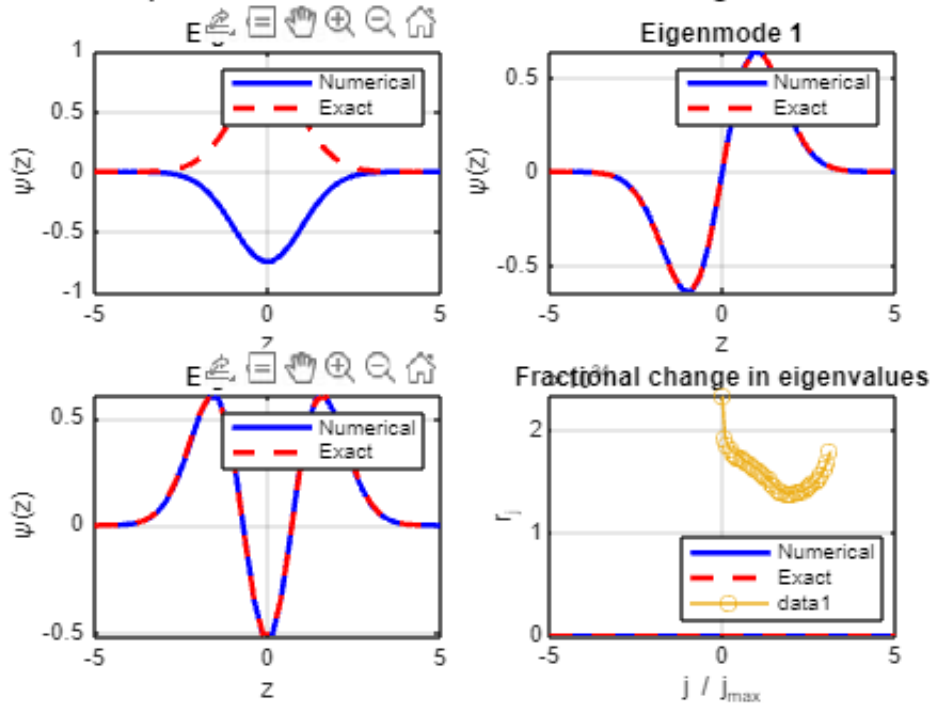 Eigenmode 1
1
0.5
0
-0.5
-1
ψ(z)
-5 0 5
z
Numerical
Exact
0.5
0
-0.5
ψ(z)
-5 0 5
z
Numerical
Exact
Fractional change in eigenvalues
0.5
0
-0.5
ψ(z)
-5 0 5
z
Numerical
Exact
2
1
0
r_j
-5 0 5
j / j_max
Numerical
Exact
data1